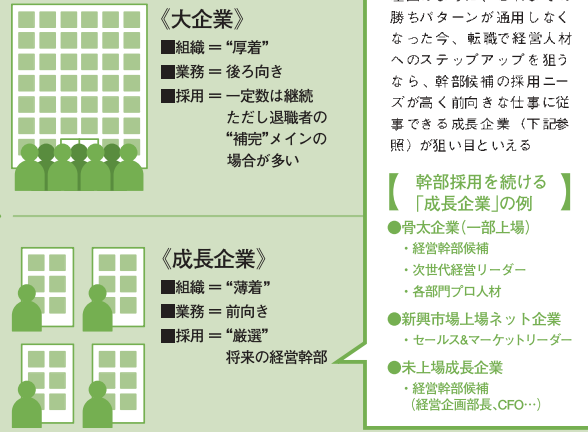 《大企業》
■組織＝“厚着”
■業務＝後ろ向き
■採用＝一定数は継続
ただし退職者の
“補完”メインの
場合が多い
《成長企業》
■組織＝“薄着”
■業務＝前向き
■採用＝“厳選”
将来の経営幹部
勝ちパターンが通用しなく
なった今、転職で経営人材
へのステップアップを狙う
なら、幹部候補の採用ニー
ズが高く前向きな仕事に従
事できる成長企業（下記参
照）が狙い目といえる
【幹部採用を続ける
「成長企業」の例】
●骨太企業(一部上場)
・経営幹部候補
・次世代経営リーダー
・各部門プロ人材
●新興市場上場ネット企業
・セールス&マーケットリーダー
●未上場成長企業
・経営幹部候補
（経営企画部長、CFO…）